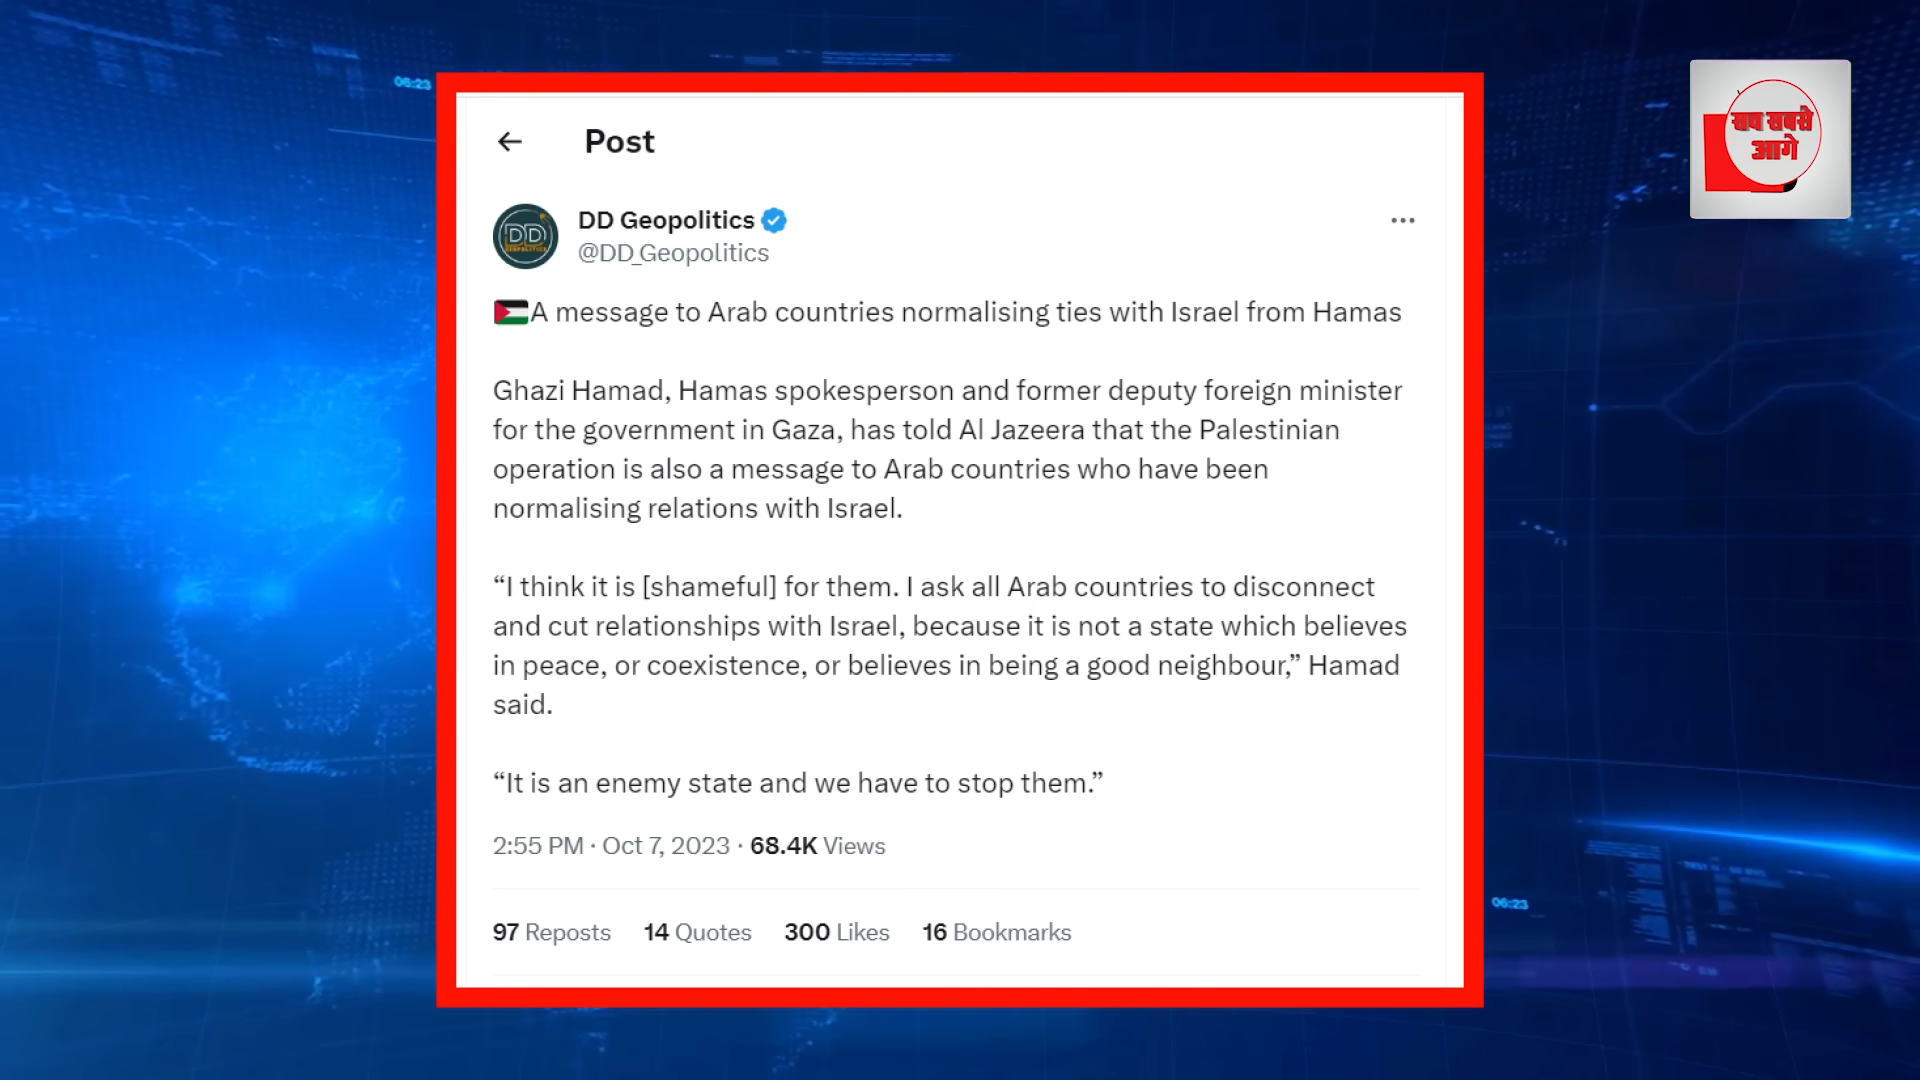 06:23
सच सबसे
आगे
Post
DD
DD Geopolitics
@DD_Geopolitics
A message to Arab countries normalising ties with Israel from Hamas
Ghazi Hamad, Hamas spokesperson and former deputy foreign minister
for the government in Gaza, has told Al Jazeera that the Palestinian
operation is also a message to Arab countries who have been
normalising relations with Israel.
“I think it is [shameful] for them. I ask all Arab countries to disconnect
and cut relationships with Israel, because it is not a state which believes
in peace, or coexistence, or believes in being a good neighbour,” Hamad
said.
“It is an enemy state and we have to stop them.”
2:55 PM · Oct 7, 2023 · 68.4K Views
06:23
97 Reposts 14 Quotes 300 Likes 16 Bookmarks